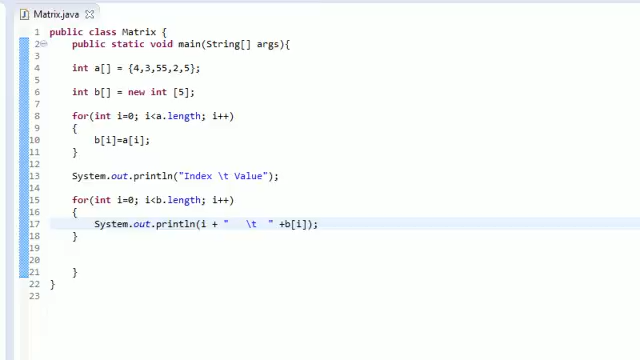 Matrix.java
1 public class Matrix {
2 public static void main(String[] args){
3
4 int a[] = {4,3,55,2,5};
5
6 int b[] = new int [5];
7
8 for(int i=0; i<a.length; i++)
9 {
10 b[i]=a[i];
11 }
12
13 System.out.println("Index \t Value");
14
15 for(int i=0; i<b.length; i++)
16 {
17 System.out.println(i + "   \t  " +b[i]);
18 }
19
20
21 }
22 }
23